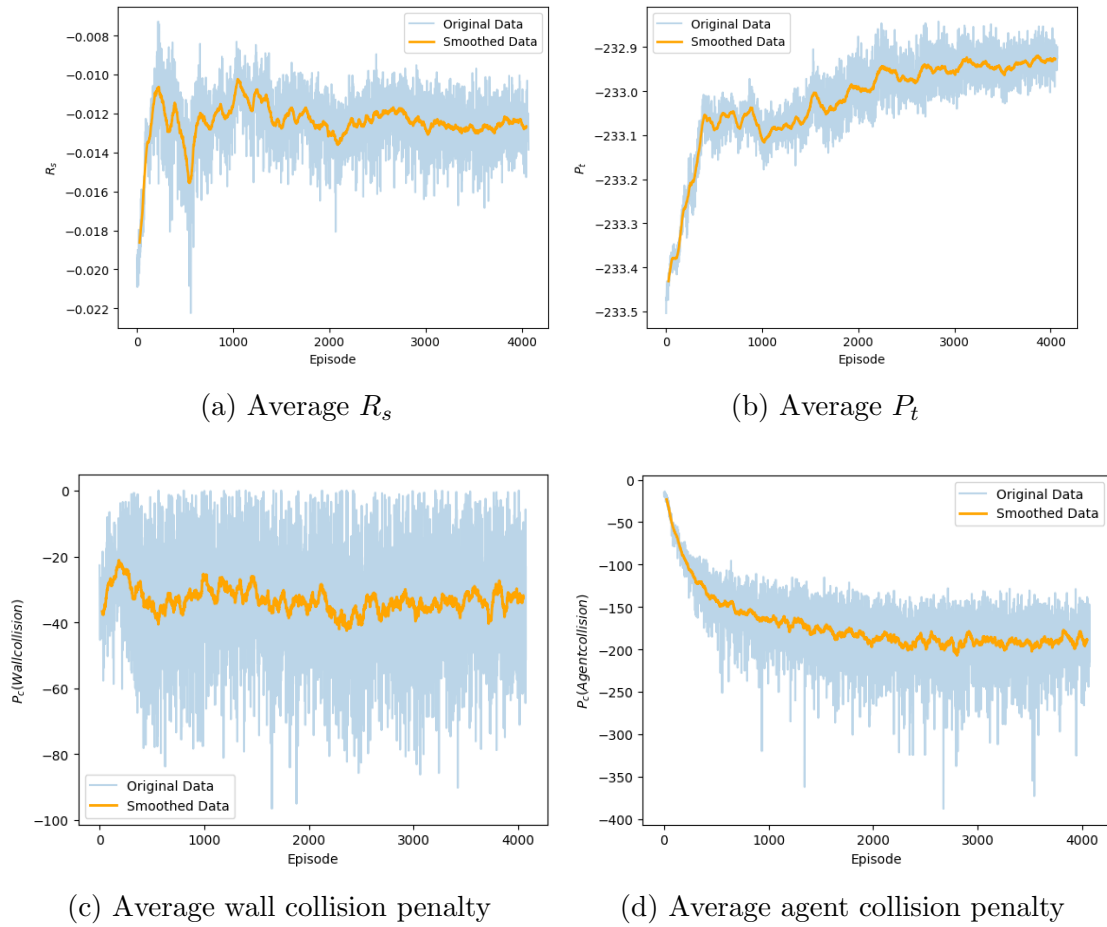 −0.008
−0.010
−0.012
−0.014
−0.016
−0.018
−0.020
−0.022
R_s
Original Data
Smoothed Data
0 1000 2000 3000 4000
Episode
(a) Average R_s
−232.9
−233.0
−233.1
−233.2
−233.3
−233.4
−233.5
P_t
Original Data
Smoothed Data
0 1000 2000 3000 4000
Episode
(b) Average P_t
0
−20
−40
−60
−80
−100
P_c(Wallcollision)
Original Data
Smoothed Data
0 1000 2000 3000 4000
Episode
(c) Average wall collision penalty
0
−50
−100
−150
−200
−250
−300
−350
−400
P_c(Agentcollision)
Original Data
Smoothed Data
0 1000 2000 3000 4000
Episode
(d) Average agent collision penalty